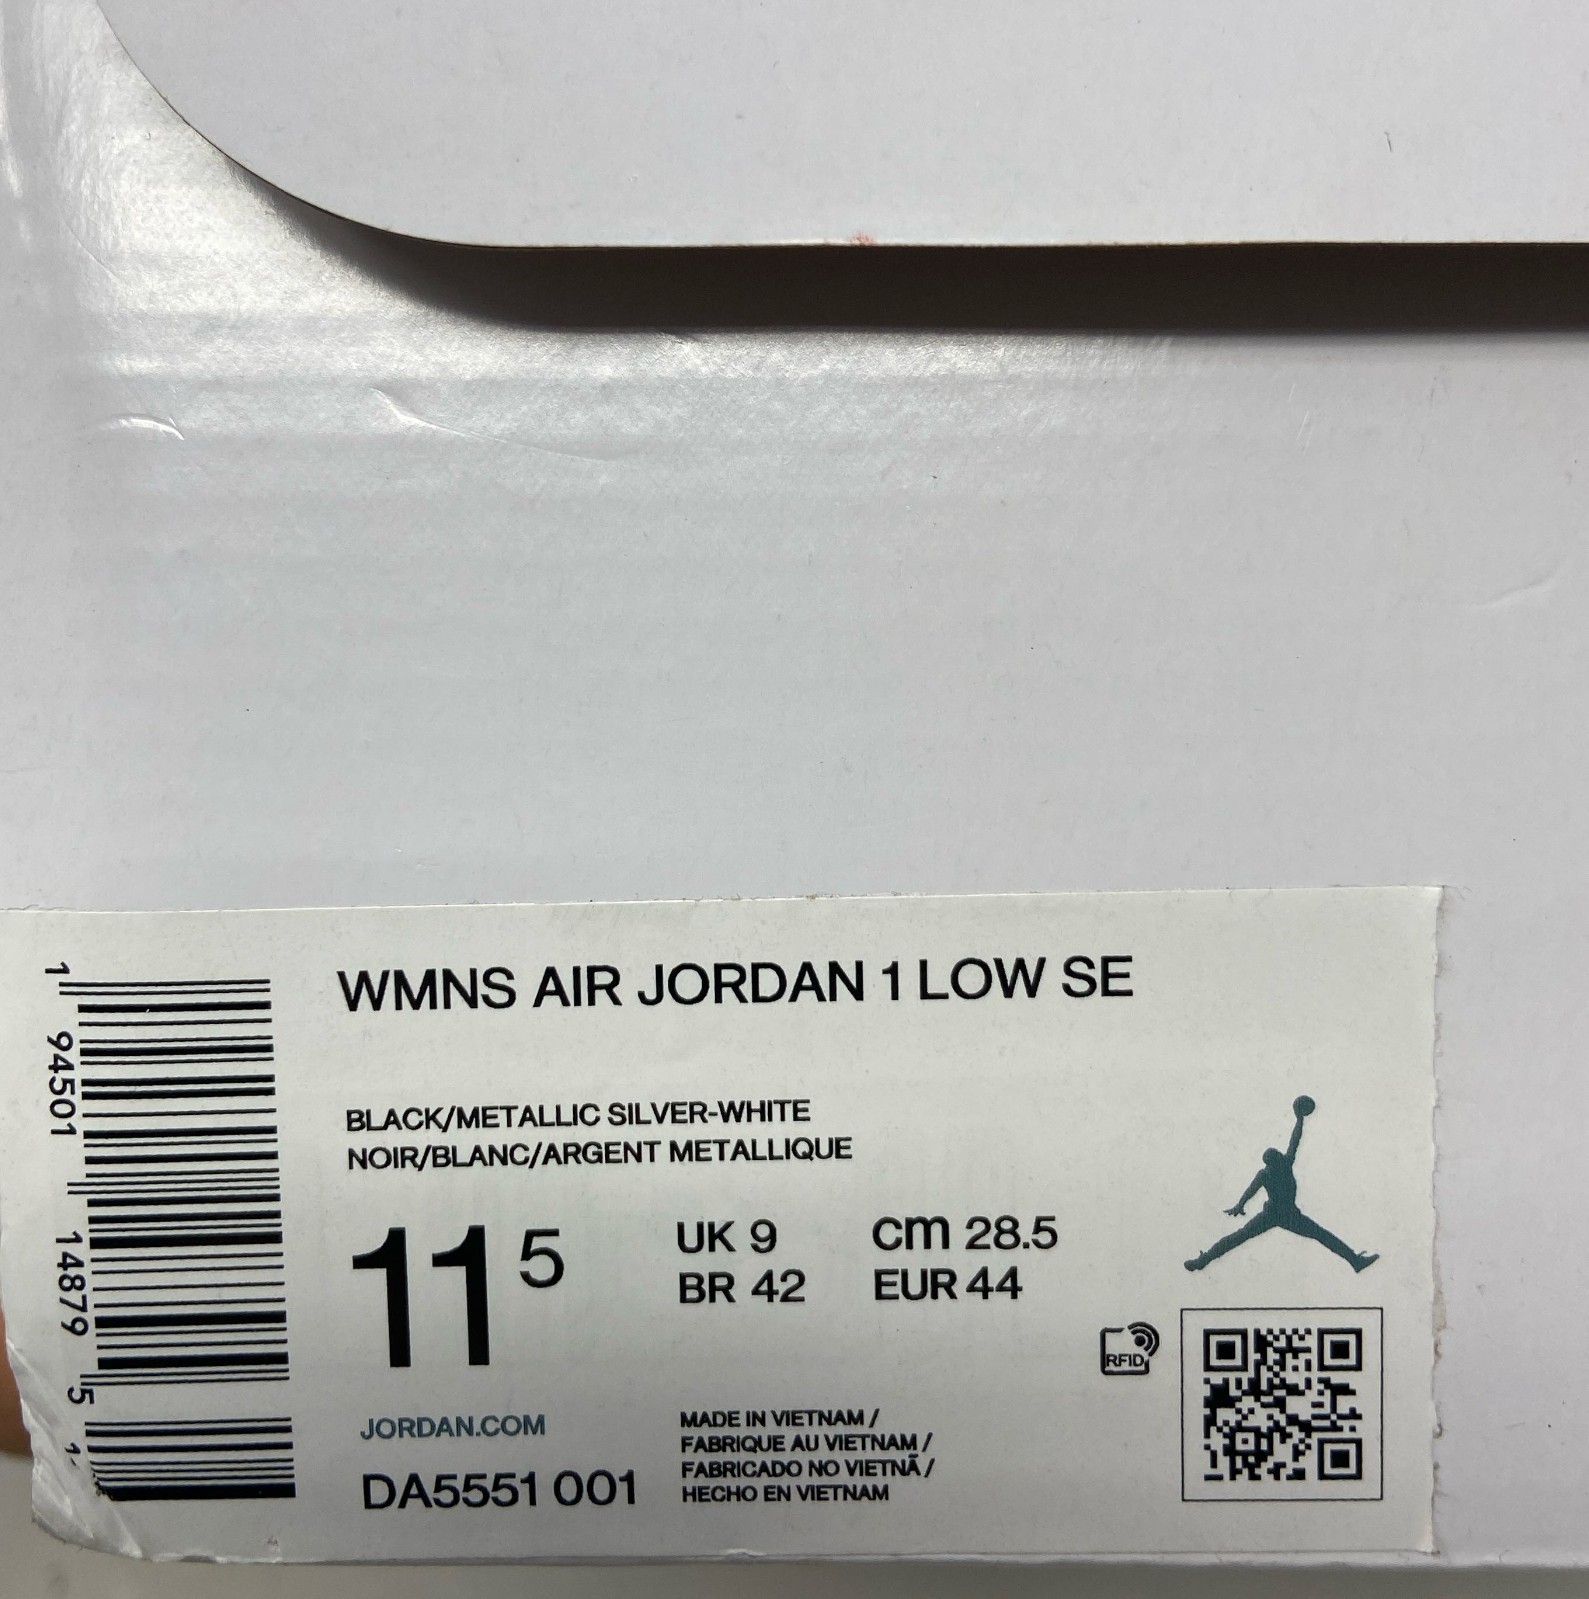 WMNS AIR JORDAN 1 LOW SE
BLACK/METALLIC SILVER-WHITE
NOIR/BLANC/ARGENT METALLIQUE
11 5
UK 9
BR 42
cm 28.5
EUR 44
RFID
JORDAN.COM
DA5551 001
MADE IN VIETNAM /
FABRIQUE AU VIETNAM /
FABRICADO NO VIETNÃ /
HECHO EN VIETNAM
1 94501 14879 5